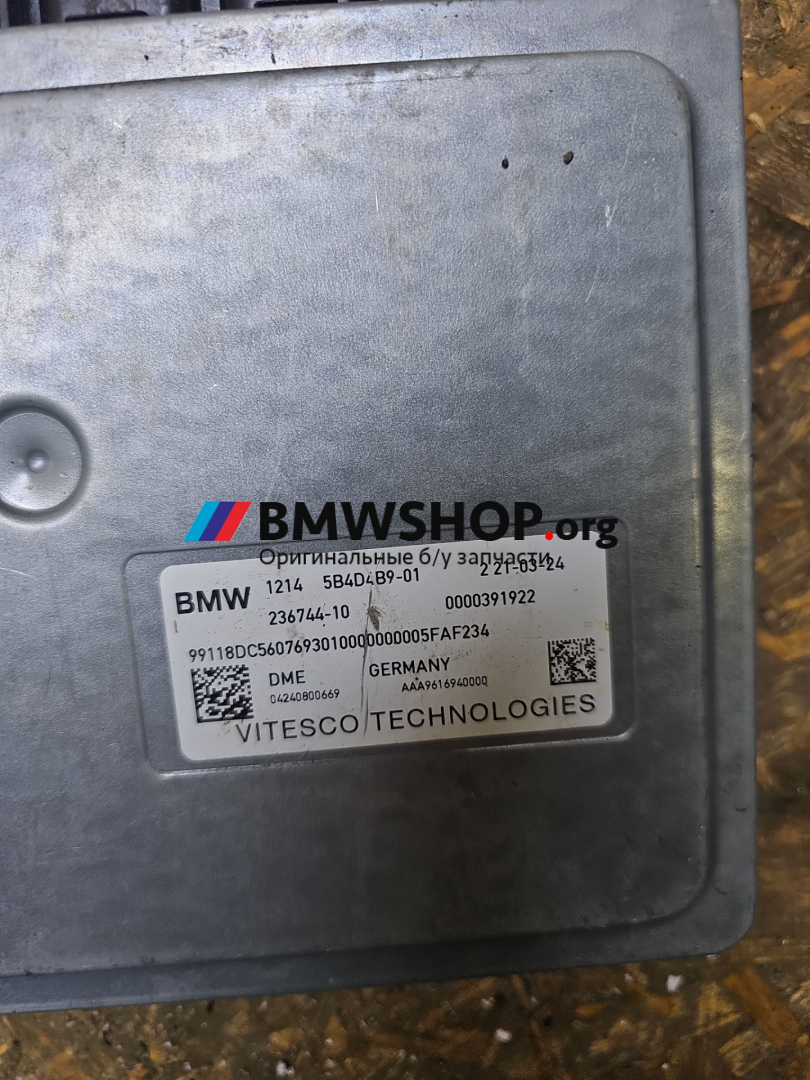 BMWSHOP.org
Оригинальные б/у запчасти
BMW 1214 5B4D4B9-01 2 21-03-24
236744-10 0000391922
99118DC5607693010000000005FAF234
DME GERMANY
04240800669 AAA9616940000
VITESCO TECHNOLOGIES